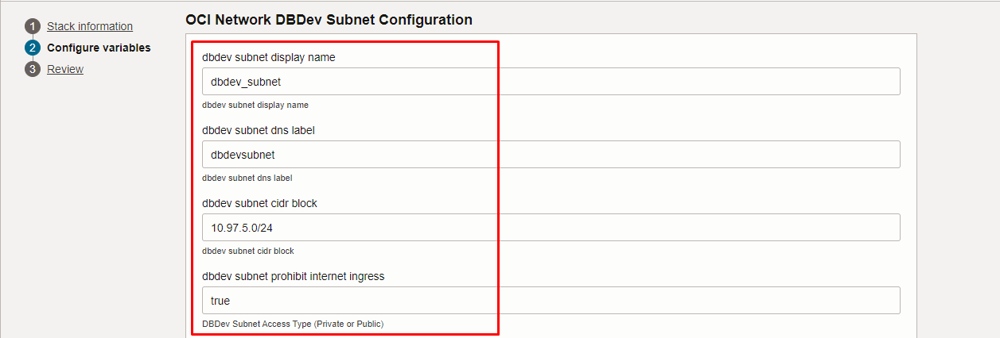 OCI Network DBDev Subnet Configuration
1 Stack information
2 Configure variables
3 Review
dbdev subnet display name
dbdev_subnet
dbdev subnet display name
dbdev subnet dns label
dbdevsubnet
dbdev subnet dns label
dbdev subnet cidr block
10.97.5.0/24
dbdev subnet cidr block
dbdev subnet prohibit internet ingress
true
DBDev Subnet Access Type (Private or Public)